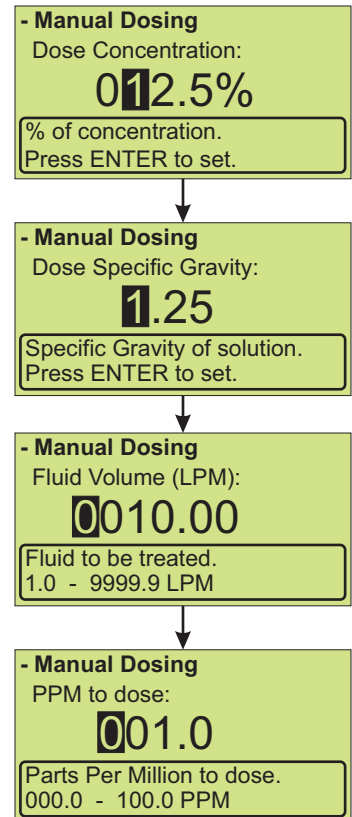 - Manual Dosing
Dose Concentration:
012.5%
% of concentration.
Press ENTER to set.
- Manual Dosing
Dose Specific Gravity:
1.25
Specific Gravity of solution.
Press ENTER to set.
- Manual Dosing
Fluid Volume (LPM):
0010.00
Fluid to be treated.
1.0 - 9999.9 LPM
- Manual Dosing
PPM to dose:
001.0
Parts Per Million to dose.
000.0 - 100.0 PPM